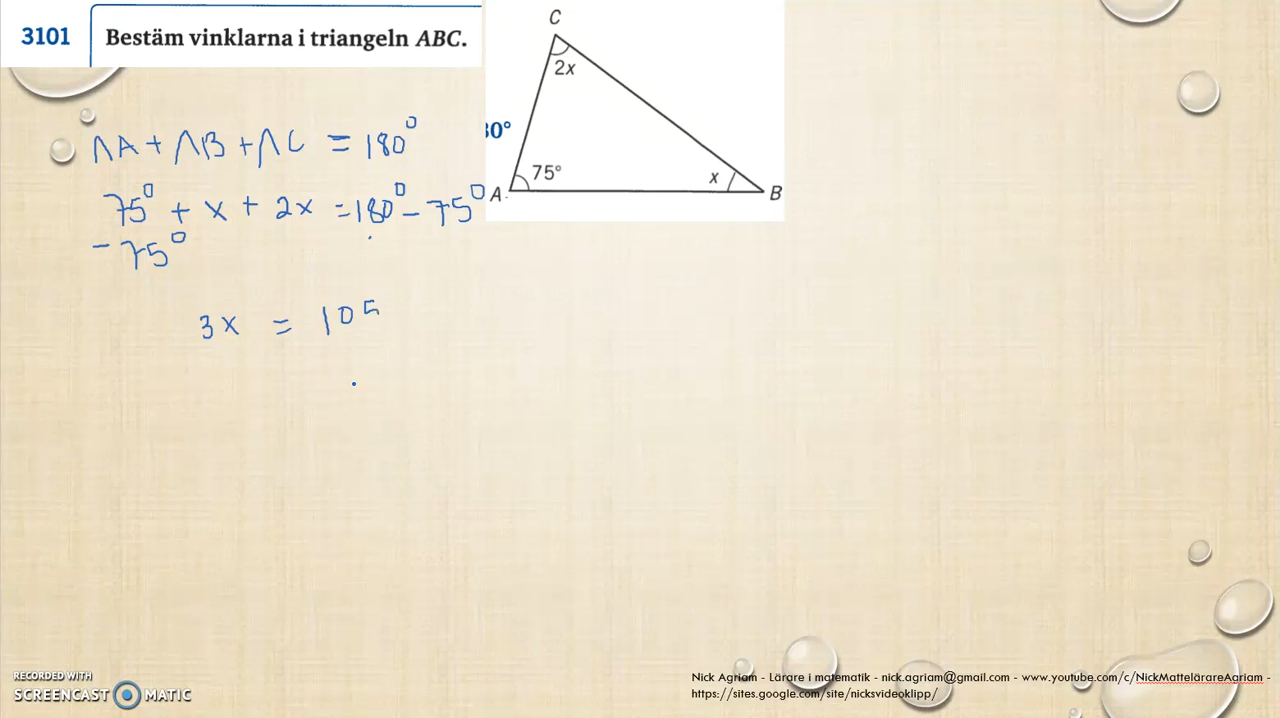 3101 Bestäm vinklarna i triangeln ABC.
C
2x
30°
75°
x
A
B
∧A + ∧B + ∧C = 180°
75° + x + 2x = 180° - 75°
- 75°
3x = 105
RECORDED WITH
SCREENCAST MATIC
Nick Agriam - Lärare i matematik - nick.agriam@gmail.com - www.youtube.com/c/NickMattelärareAariam -
https://sites.google.com/site/nicksvideoklipp/